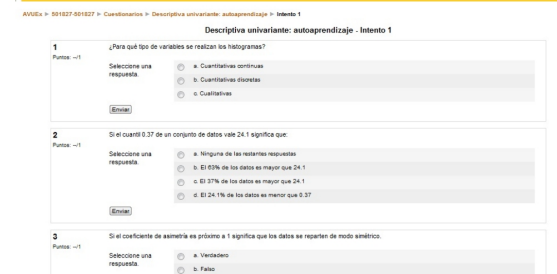 AVUEx ► 501827-501827 ► Cuestionarios ► Descriptiva univariante: autoaprendizaje ► Intento 1
Descriptiva univariante: autoaprendizaje - Intento 1
1
¿Para qué tipo de variables se realizan los histogramas?
Puntos: --/1
Seleccione una respuesta.
a. Cuantitativas continuas
b. Cuantitativas discretas
c. Cualitativas
Enviar
2
Si el cuantil 0.37 de un conjunto de datos vale 24.1 significa que:
Puntos: --/1
Seleccione una respuesta.
a. Ninguna de las restantes respuestas
b. El 63% de los datos es mayor que 24.1
c. El 37% de los datos es mayor que 24.1
d. El 24.1% de los datos es menor que 0.37
Enviar
3
Si el coeficiente de asimetría es próximo a 1 significa que los datos se reparten de modo simétrico.
Puntos: --/1
Seleccione una respuesta.
a. Verdadero
b. Falso